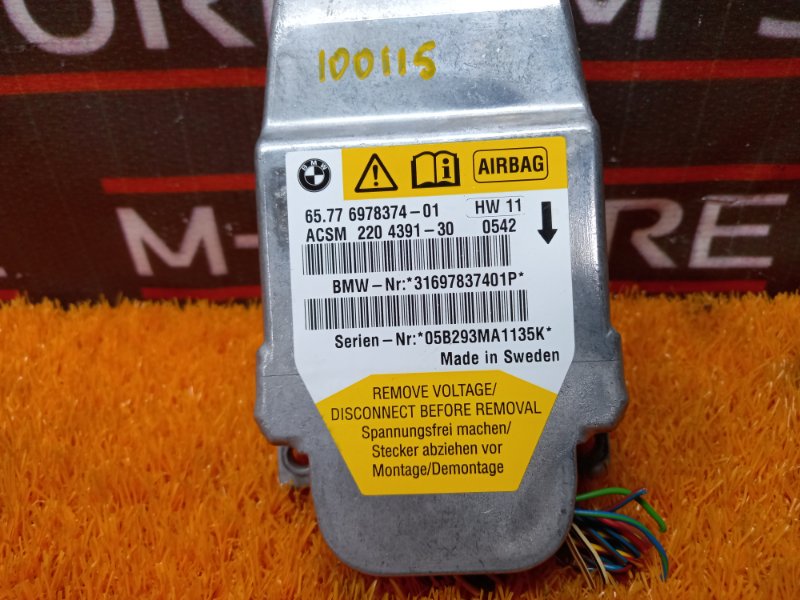 100115
BMW
AIRBAG
65.77 6978374-01 HW 11
ACSM 220 4391-30 0542
BMW-Nr:*31697837401P*
Serien-Nr:*05B293MA1135K*
Made in Sweden
REMOVE VOLTAGE/
DISCONNECT BEFORE REMOVAL
Spannungsfrei machen/
Stecker abziehen vor
Montage/Demontage